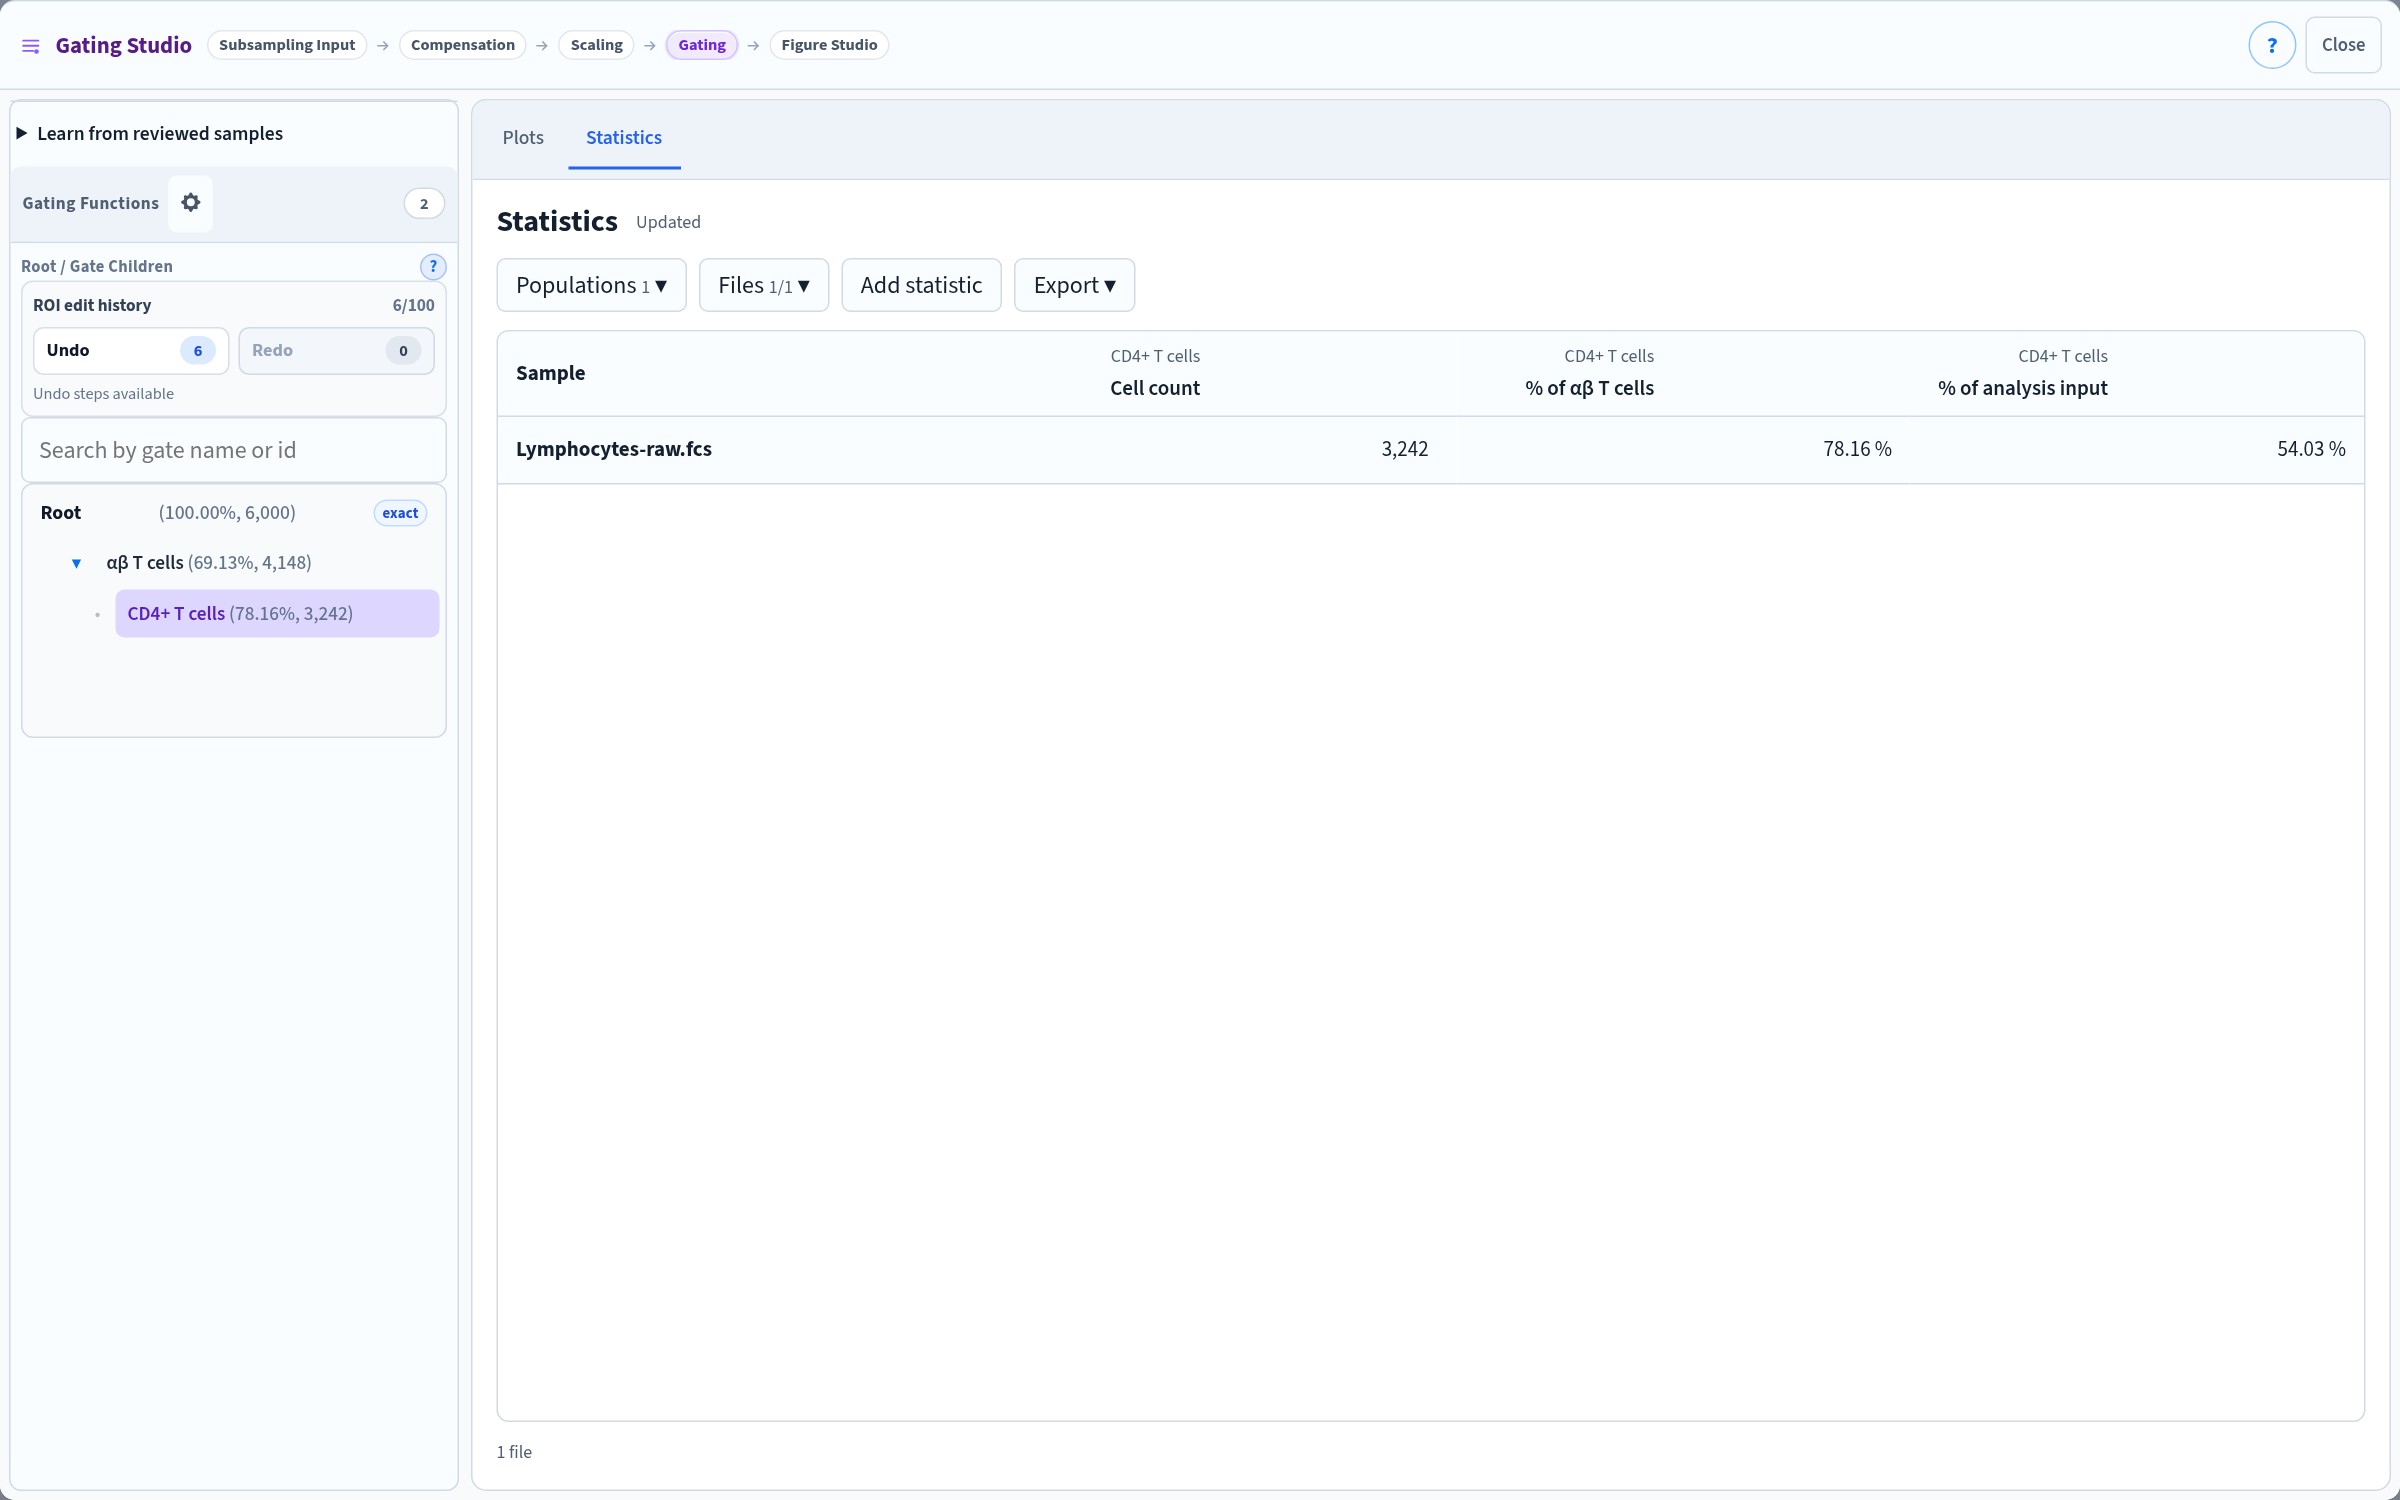 Gating Studio Subsampling Input → Compensation → Scaling → Gating → Figure Studio ? Close
▶ Learn from reviewed samples
Gating Functions 2
Root / Gate Children ?
ROI edit history 6/100
Undo 6 Redo 0
Undo steps available
Search by gate name or id
Root (100.00%, 6,000) exact
▼ αβ T cells (69.13%, 4,148)
• CD4+ T cells (78.16%, 3,242)
Plots Statistics
Statistics Updated
Populations 1 ▾ Files 1/1 ▾ Add statistic Export ▾
Sample CD4+ T cells CD4+ T cells CD4+ T cells
Cell count % of αβ T cells % of analysis input
Lymphocytes-raw.fcs 3,242 78.16 % 54.03 %
1 file